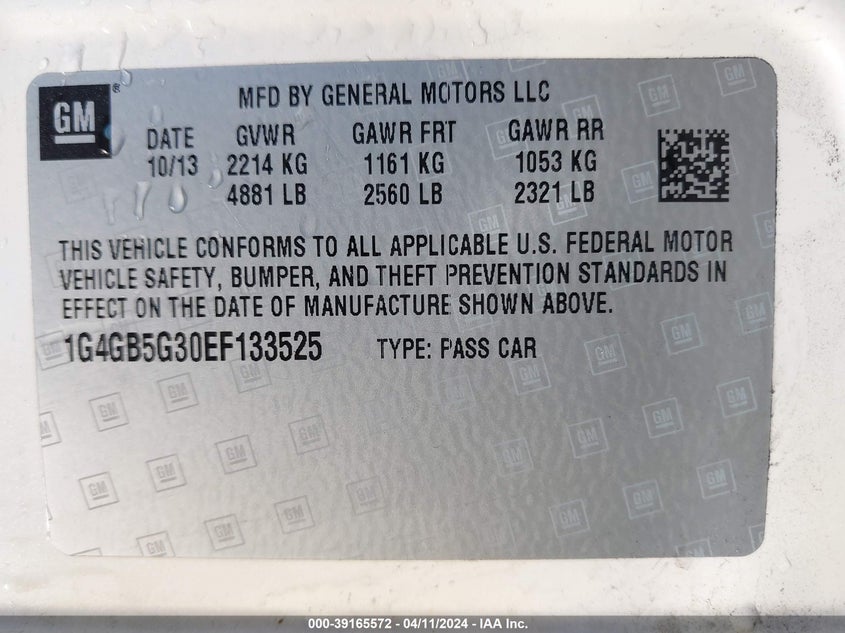 GM ®
MFD BY GENERAL MOTORS LLC
DATE GVWR GAWR FRT GAWR RR
10/13 2214 KG 1161 KG 1053 KG
4881 LB 2560 LB 2321 LB
THIS VEHICLE CONFORMS TO ALL APPLICABLE U.S. FEDERAL MOTOR
VEHICLE SAFETY, BUMPER, AND THEFT PREVENTION STANDARDS IN
EFFECT ON THE DATE OF MANUFACTURE SHOWN ABOVE.
1G4GB5G30EF133525 TYPE: PASS CAR
000-39165572 - 04/11/2024 - IAA Inc.